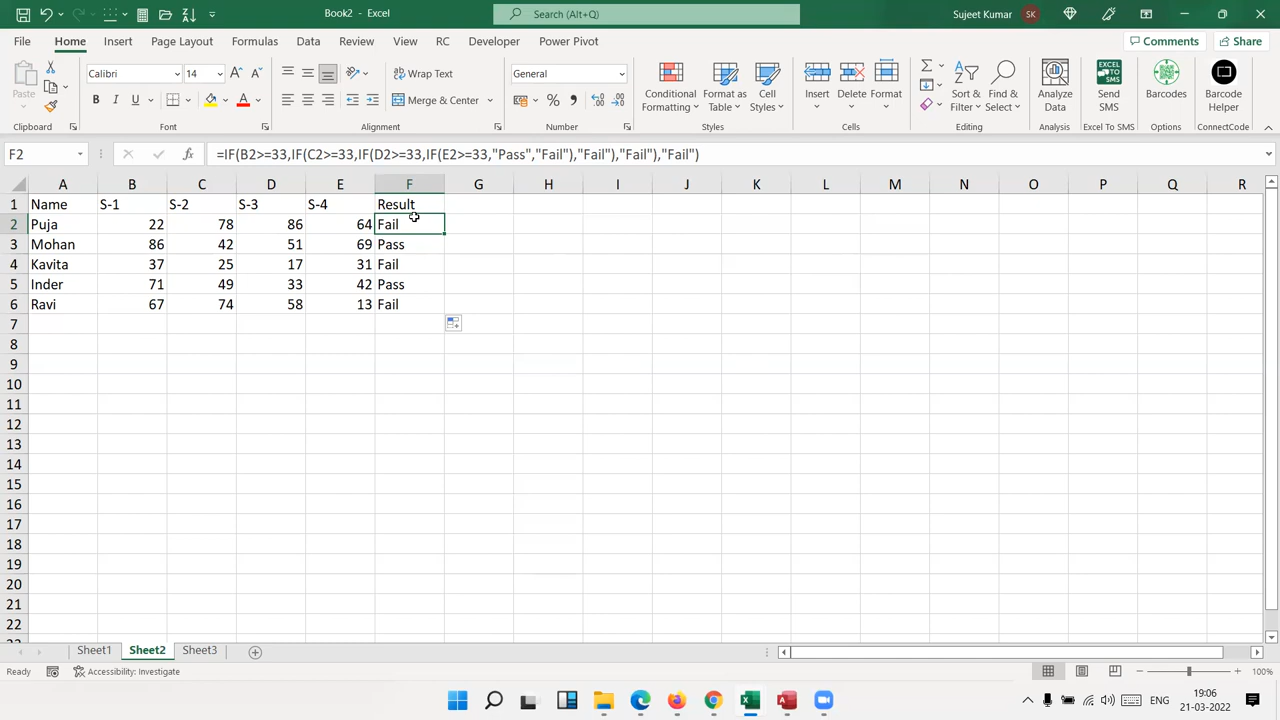 Book2 - Excel
Search (Alt+Q)
Sujeet Kumar
SK
File Home Insert Page Layout Formulas Data Review View RC Developer Power Pivot
Comments
Share
Paste
Calibri 14
B I U
Wrap Text
Merge & Center
General
Conditional Formatting
Format as Table
Cell Styles
Insert Delete Format
Sort & Filter
Find & Select
Analyze Data
Send SMS
Barcodes
Barcode Helper
Clipboard Font Alignment Number Styles Cells Editing Analysis Excel To SMS Options ConnectCode
F2 fx =IF(B2>=33,IF(C2>=33,IF(D2>=33,IF(E2>=33,"Pass","Fail"),"Fail"),"Fail"),"Fail")
A B C D E F G H I J K L M N O P Q R
1 Name S-1 S-2 S-3 S-4 Result
2 Puja 22 78 86 64 Fail
3 Mohan 86 42 51 69 Pass
4 Kavita 37 25 17 31 Fail
5 Inder 71 49 33 42 Pass
6 Ravi 67 74 58 13 Fail
7
8
9
10
11
12
13
14
15
16
17
18
19
20
21
22
Sheet1 Sheet2 Sheet3
Ready Accessibility: Investigate 100%
ENG
19:06
21-03-2022